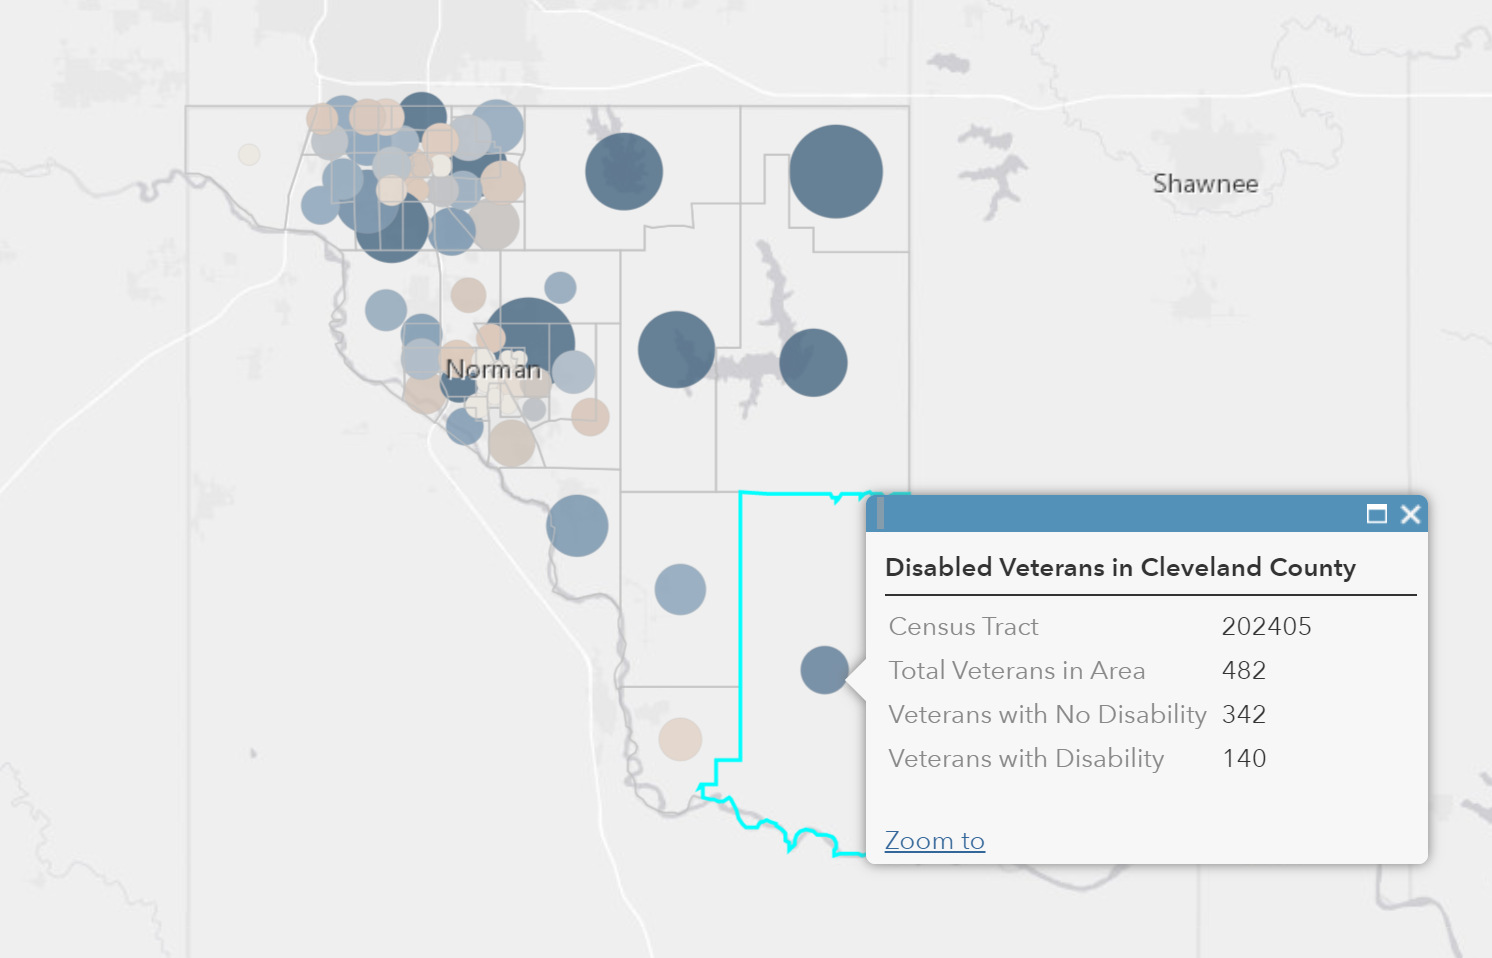 Shawnee
Norman
Disabled Veterans in Cleveland County
Census Tract 202405
Total Veterans in Area 482
Veterans with No Disability 342
Veterans with Disability 140
Zoom to